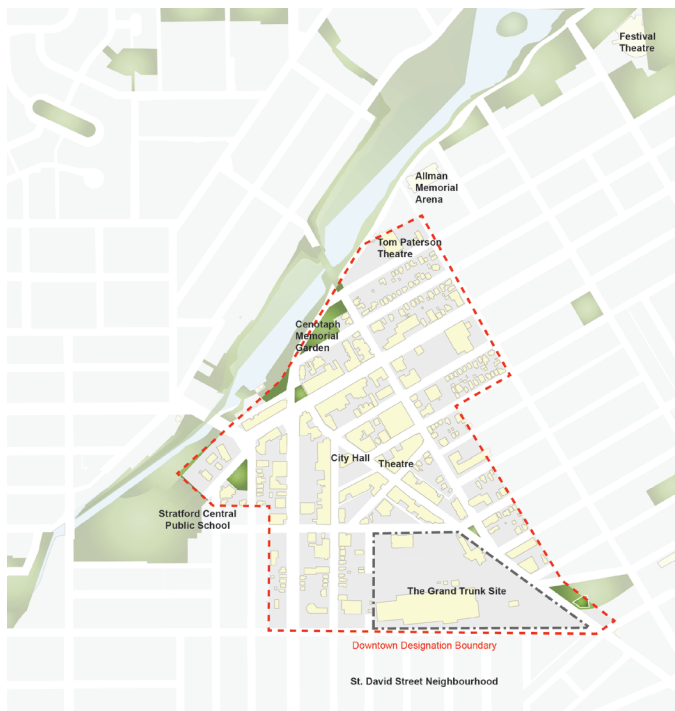 Festival
Theatre
Allman
Memorial
Arena
Tom Paterson
Theatre
Cenotaph
Memorial
Garden
City Hall
Theatre
Stratford Central
Public School
The Grand Trunk Site
Downtown Designation Boundary
St. David Street Neighbourhood